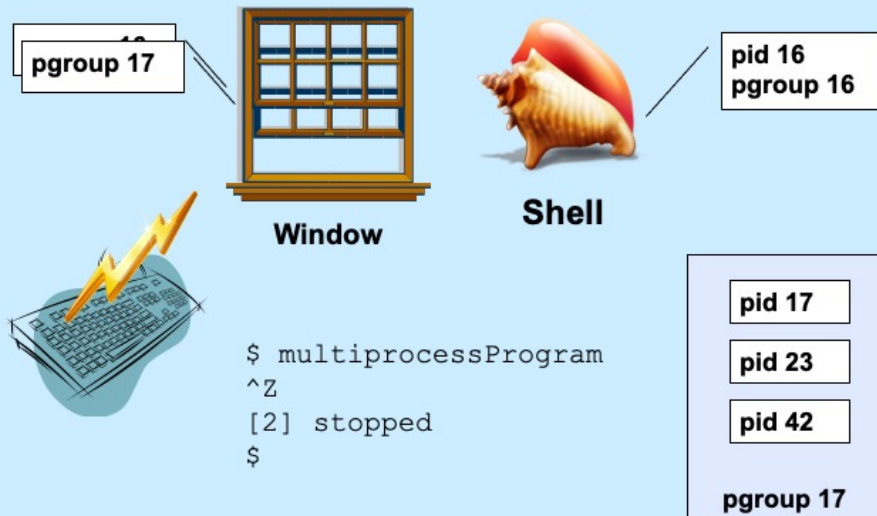 pgroup 17
pid 16
pgroup 16
Window
Shell
$ multiprocessProgram
^Z
[2] stopped
$
pid 17
pid 23
pid 42
pgroup 17